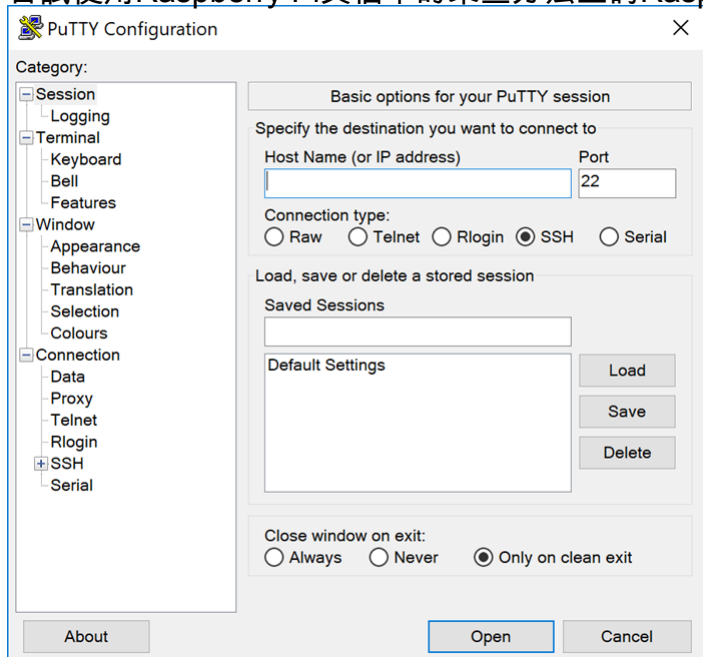 PuTTY Configuration
Category:
Session
Logging
Terminal
Keyboard
Bell
Features
Window
Appearance
Behaviour
Translation
Selection
Colours
Connection
Data
Proxy
Telnet
Rlogin
SSH
Serial
Basic options for your PuTTY session
Specify the destination you want to connect to
Host Name (or IP address) Port
22
Connection type:
Raw Telnet Rlogin SSH Serial
Load, save or delete a stored session
Saved Sessions
Default Settings
Load
Save
Delete
Close window on exit:
Always Never Only on clean exit
About Open Cancel